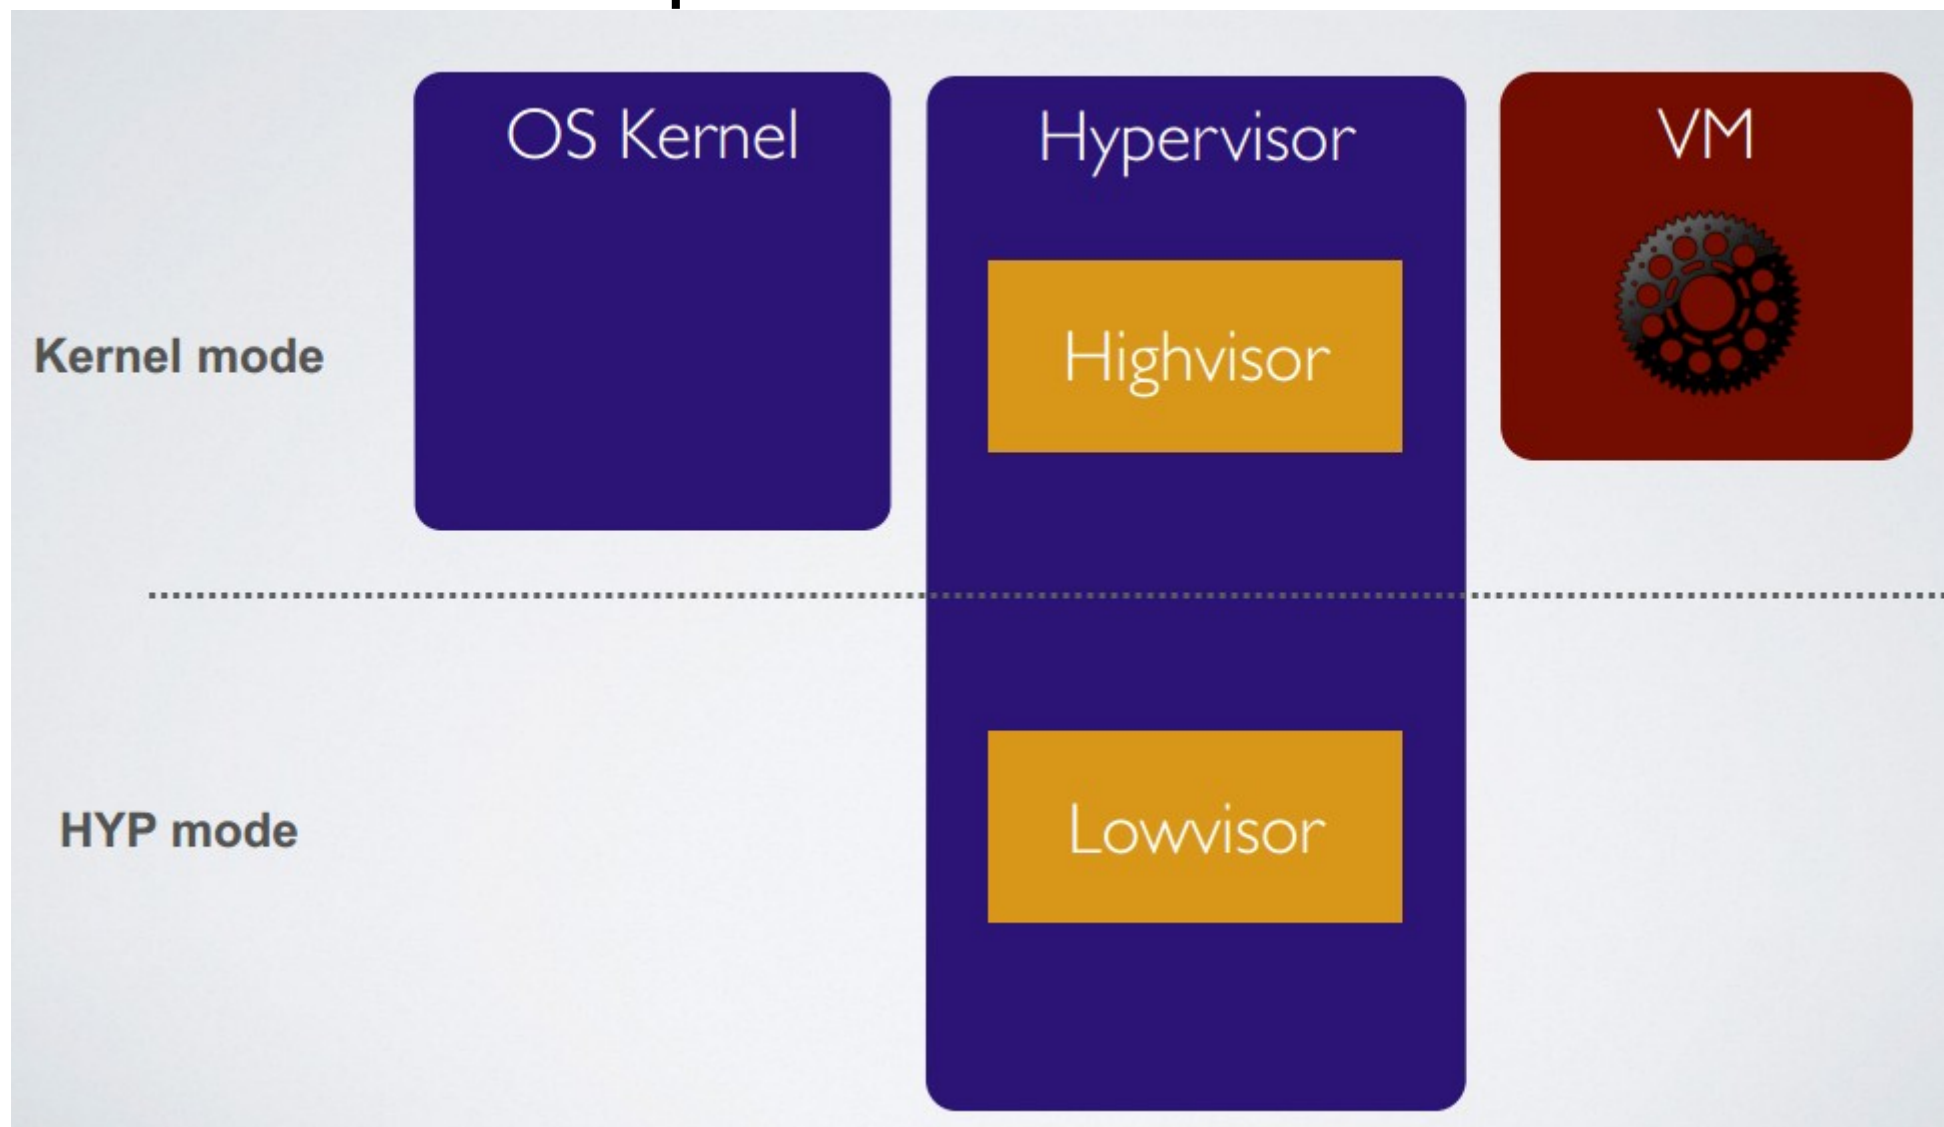 OS Kernel
Hypervisor
VM
Kernel mode
Highvisor
HYP mode
Lowvisor